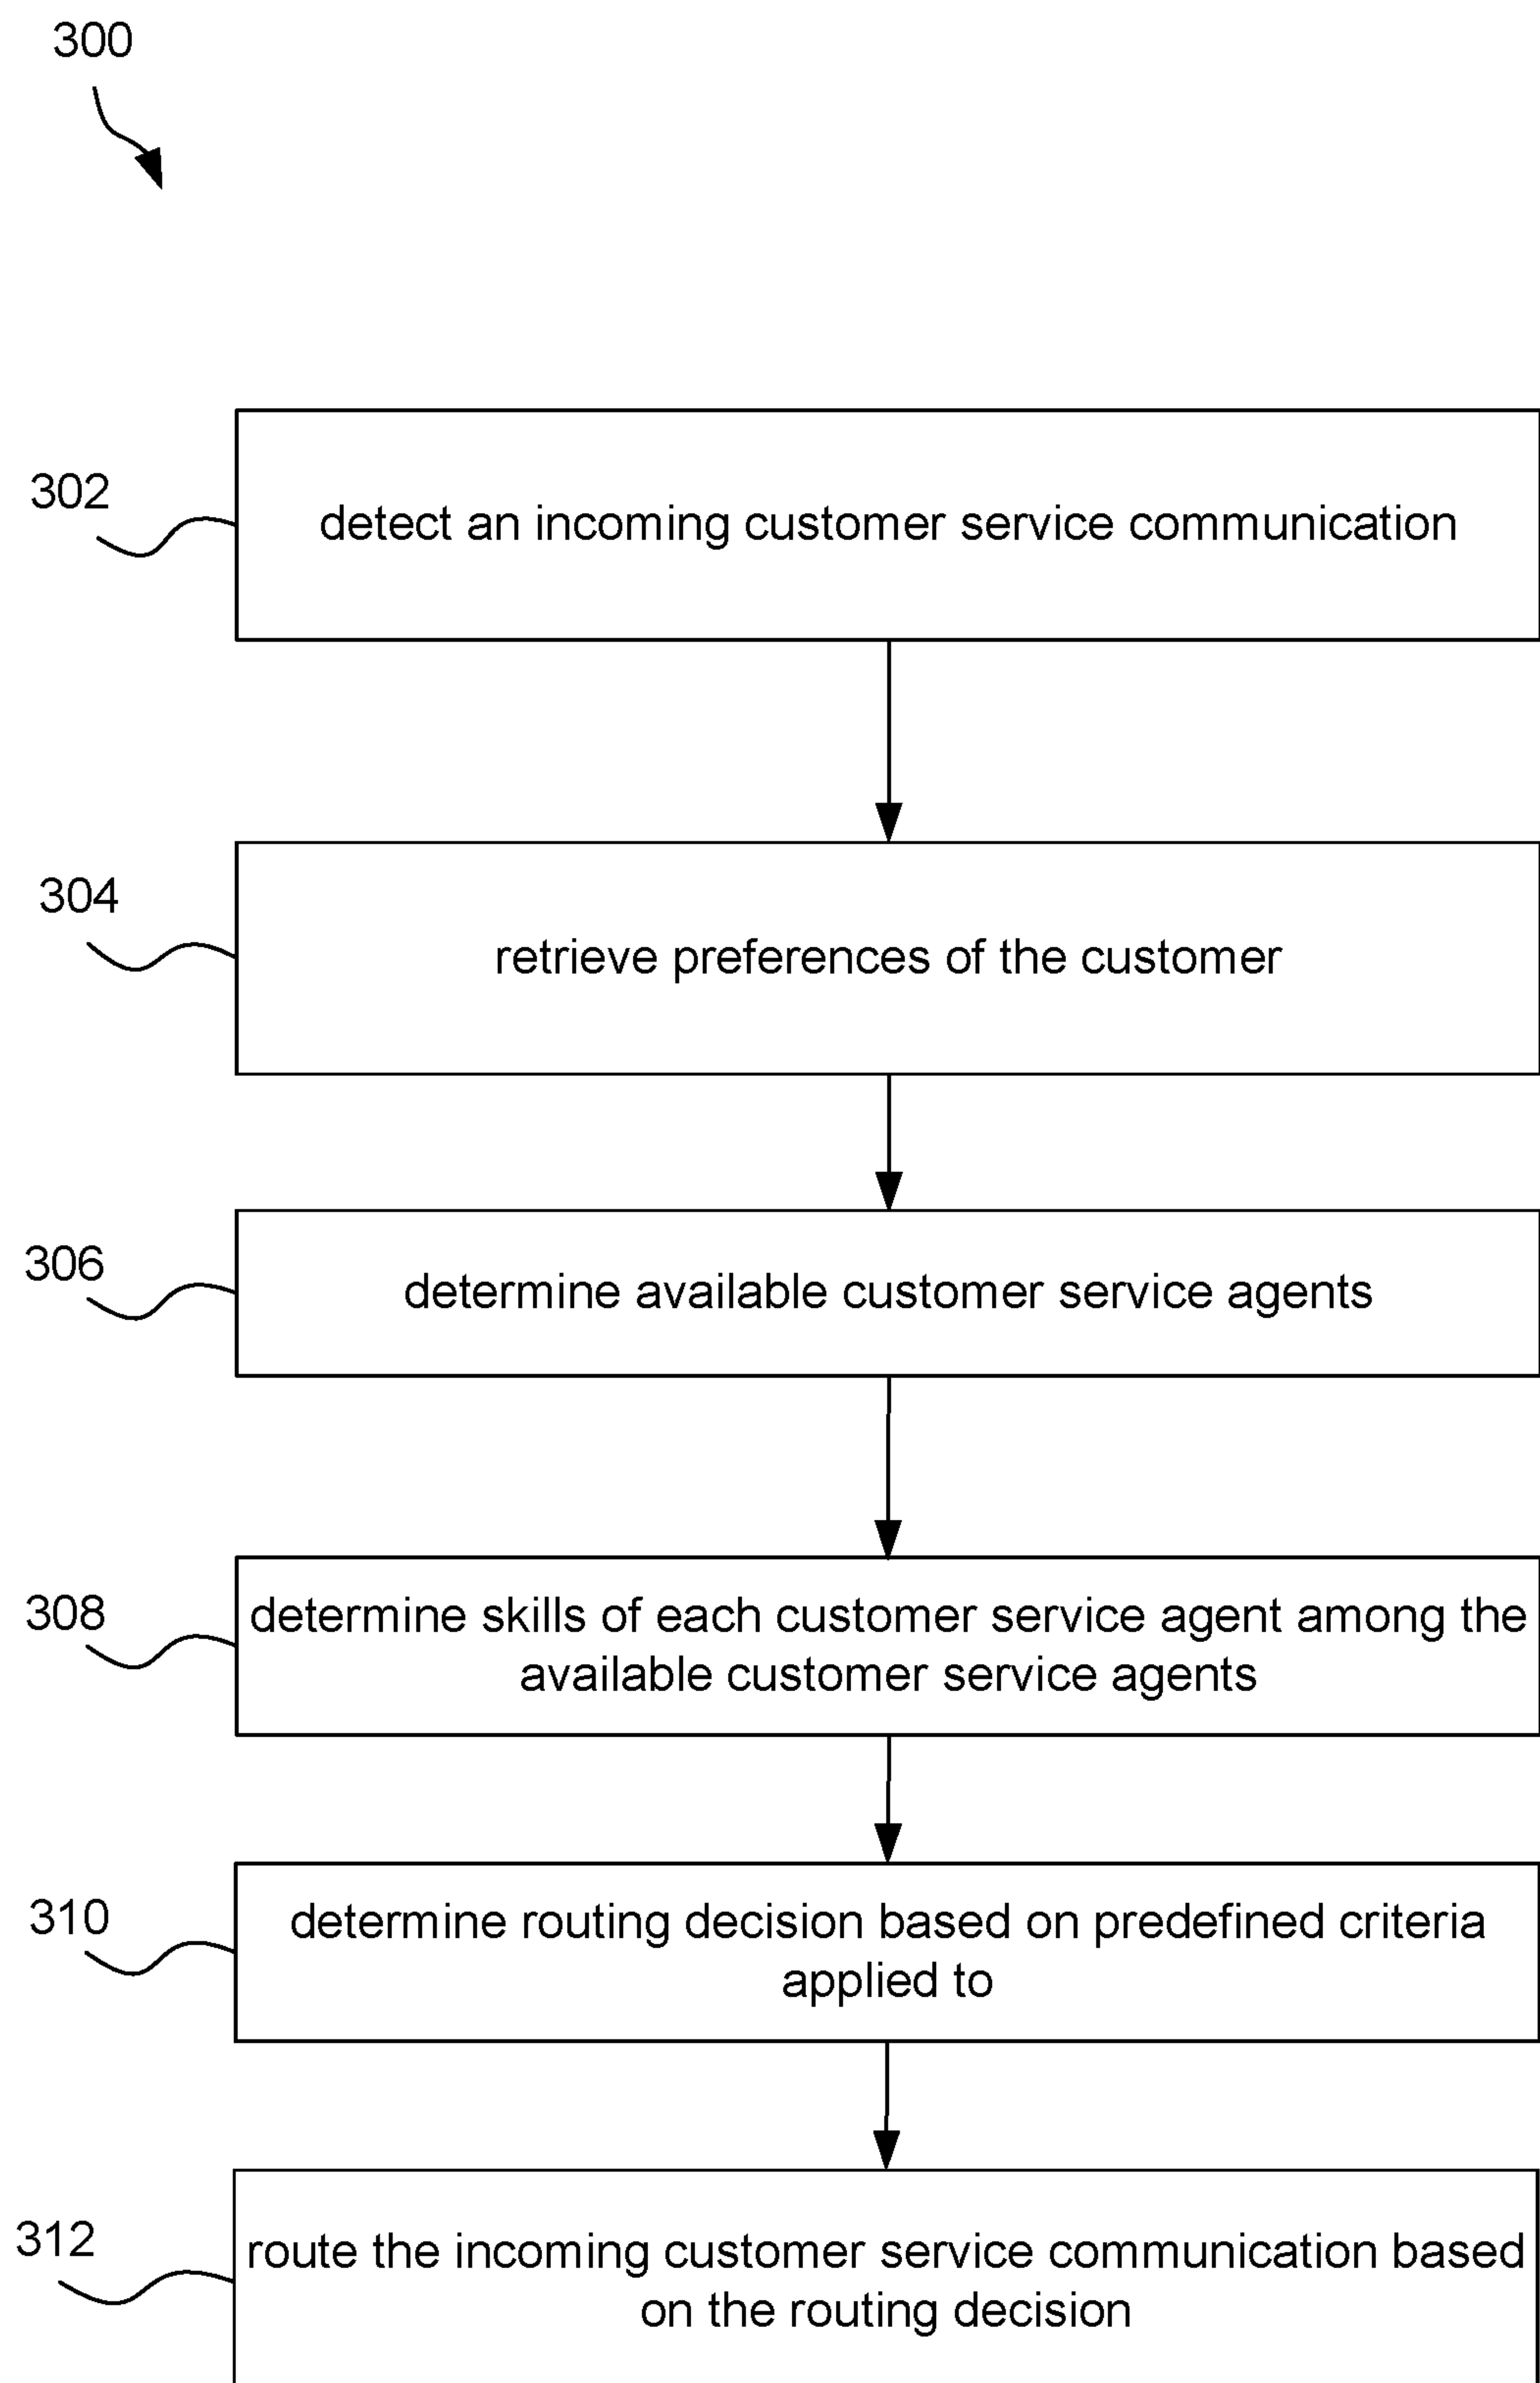 300
302
detect an incoming customer service communication
304
retrieve preferences of the customer
306
determine available customer service agents
308
determine skills of each customer service agent among the
available customer service agents
310
determine routing decision based on predefined criteria
applied to
312
route the incoming customer service communication based
on the routing decision